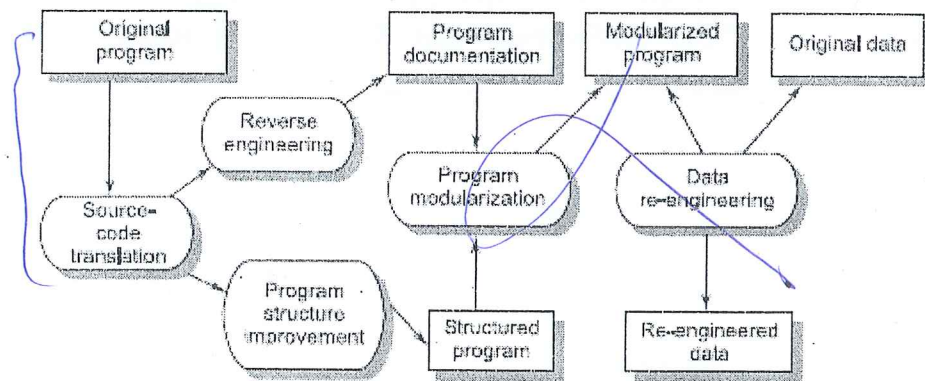 Original
program
Program
documentation
Modularized
program
Original data
Reverse
engineering
Program
modularization
Data
re-engineering
Source-
code
translation
Program
structure
improvement
Structured
program
Re-engineered
data